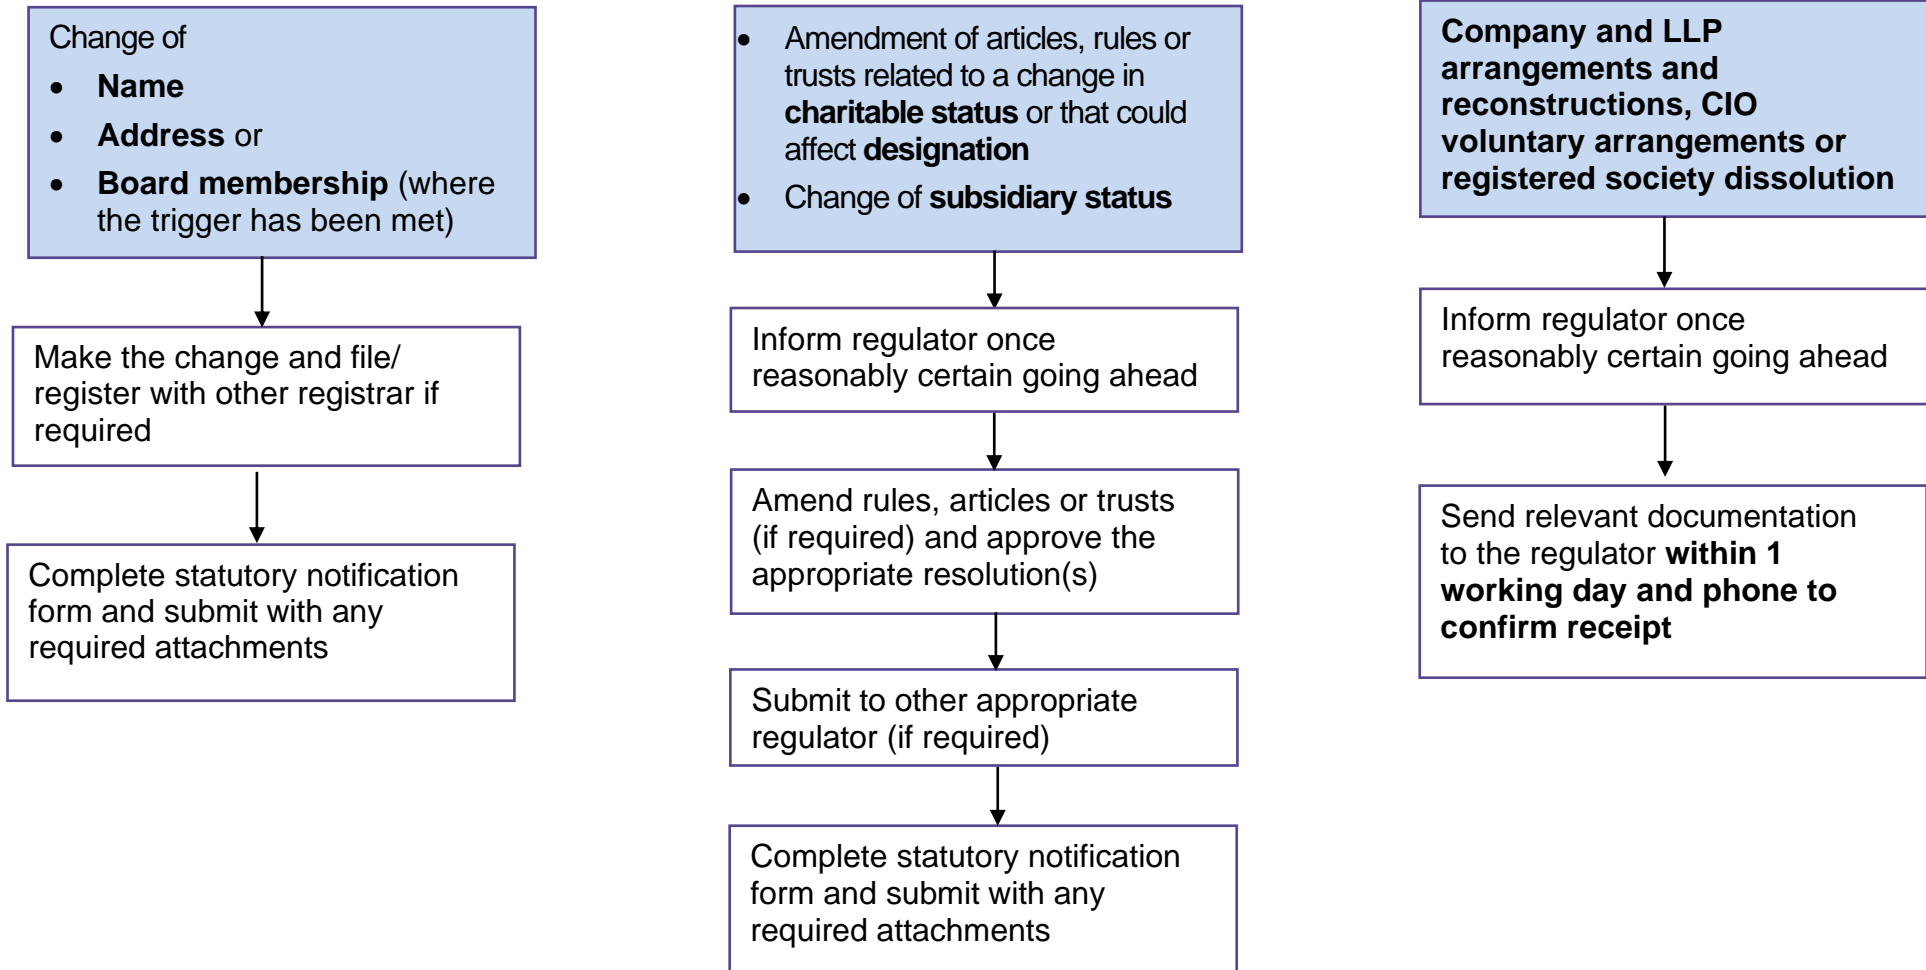 Change of
• Name
• Address or
• Board membership (where
the trigger has been met)
Make the change and file/
register with other registrar if
required
Complete statutory notification
form and submit with any
required attachments
• Amendment of articles, rules or
trusts related to a change in
charitable status or that could
affect designation
• Change of subsidiary status
Inform regulator once
reasonably certain going ahead
Amend rules, articles or trusts
(if required) and approve the
appropriate resolution(s)
Submit to other appropriate
regulator (if required)
Complete statutory notification
form and submit with any
required attachments
Company and LLP
arrangements and
reconstructions, CIO
voluntary arrangements or
registered society dissolution
Inform regulator once
reasonably certain going ahead
Send relevant documentation
to the regulator within 1
working day and phone to
confirm receipt